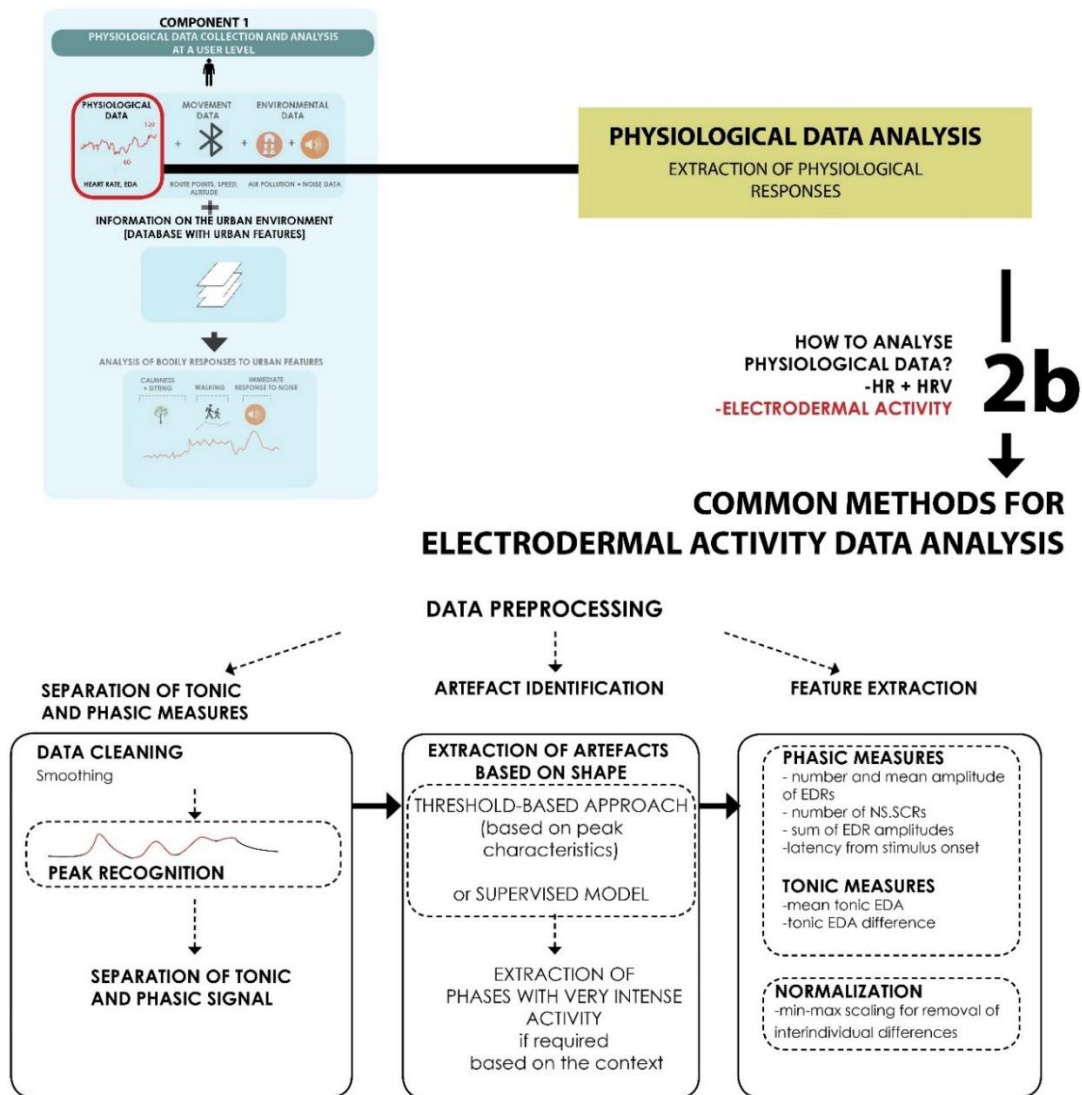 COMPONENT 1
PHYSIOLOGICAL DATA COLLECTION AND ANALYSIS
AT A USER LEVEL
PHYSIOLOGICAL
DATA
120
60
HEART RATE, EDA
+
MOVEMENT
DATA
ROUTE POINTS, SPEED,
ALTITUDE
+
ENVIRONMENTAL
DATA
+
AIR POLLUTION + NOISE DATA
+
INFORMATION ON THE URBAN ENVIRONMENT
[DATABASE WITH URBAN FEATURES]
ANALYSIS OF BODILY RESPONSES TO URBAN FEATURES
CALMNESS
+ SITTING
WALKING
IMMEDIATE
RESPONSE TO NOISE
PHYSIOLOGICAL DATA ANALYSIS
EXTRACTION OF PHYSIOLOGICAL
RESPONSES
HOW TO ANALYSE
PHYSIOLOGICAL DATA?
-HR + HRV
-ELECTRODERMAL ACTIVITY
2b
COMMON METHODS FOR
ELECTRODERMAL ACTIVITY DATA ANALYSIS
DATA PREPROCESSING
SEPARATION OF TONIC
AND PHASIC MEASURES
DATA CLEANING
Smoothing
PEAK RECOGNITION
SEPARATION OF TONIC
AND PHASIC SIGNAL
ARTEFACT IDENTIFICATION
EXTRACTION OF ARTEFACTS
BASED ON SHAPE
THRESHOLD-BASED APPROACH
(based on peak
characteristics)
or SUPERVISED MODEL
EXTRACTION OF
PHASES WITH VERY INTENSE
ACTIVITY
if required
based on the context
FEATURE EXTRACTION
PHASIC MEASURES
- number and mean amplitude
of EDRs
- number of NS.SCRs
- sum of EDR amplitudes
-latency from stimulus onset
TONIC MEASURES
-mean tonic EDA
-tonic EDA difference
NORMALIZATION
-min-max scaling for removal of
interindividual differences